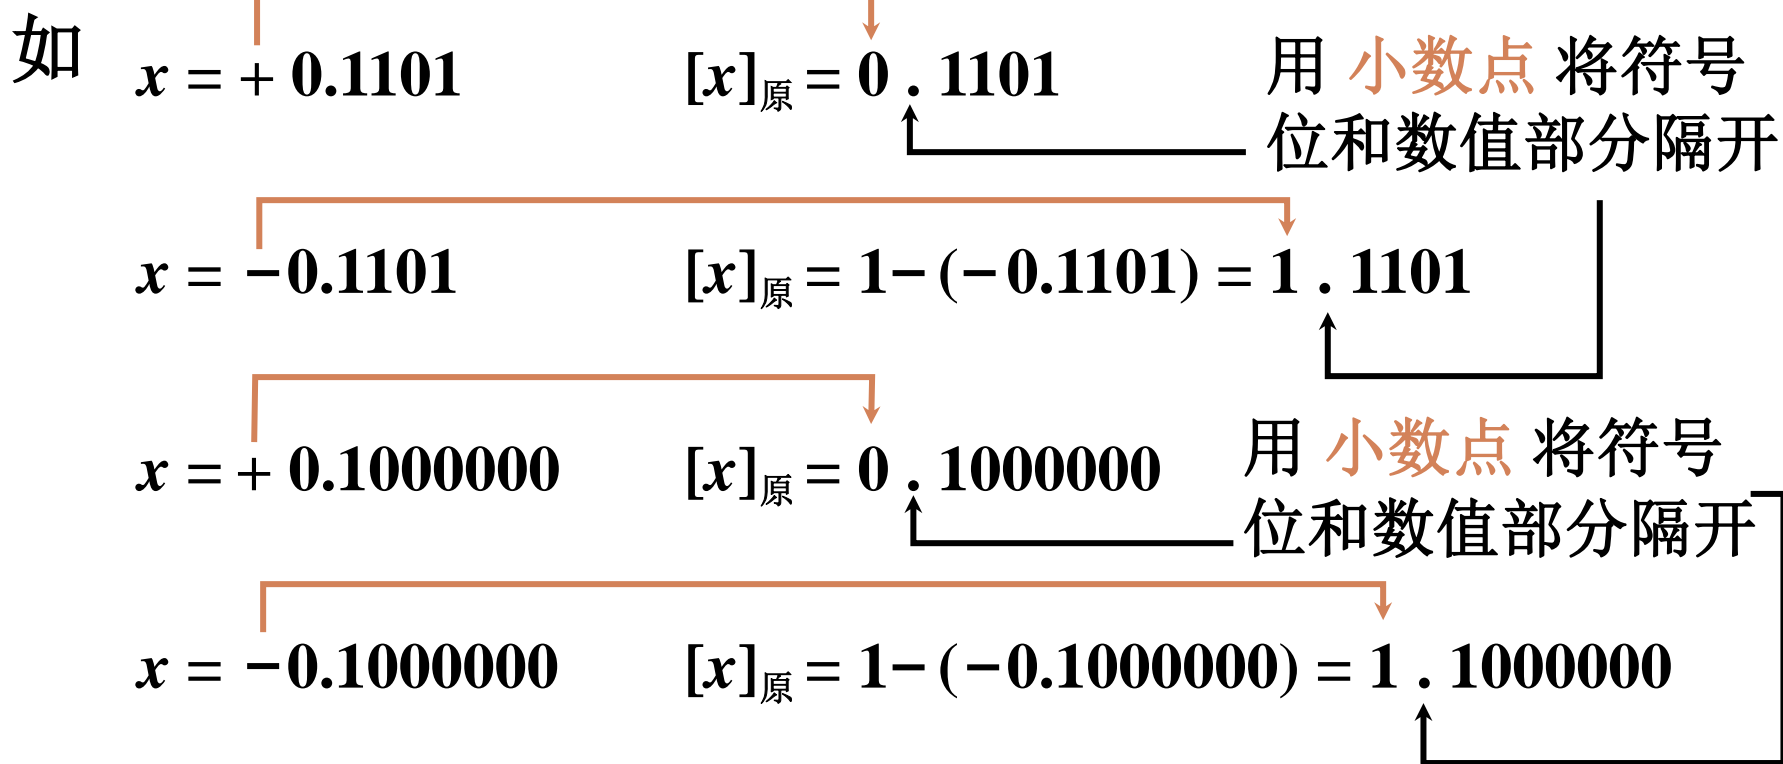 如
x = + 0.1101 [x]原 = 0 . 1101
用 小数点 将符号
位和数值部分隔开
x = −0.1101 [x]原 = 1−(−0.1101) = 1 . 1101
x = + 0.1000000 [x]原 = 0 . 1000000
用 小数点 将符号
位和数值部分隔开
x = −0.1000000 [x]原 = 1−(−0.1000000) = 1 . 1000000